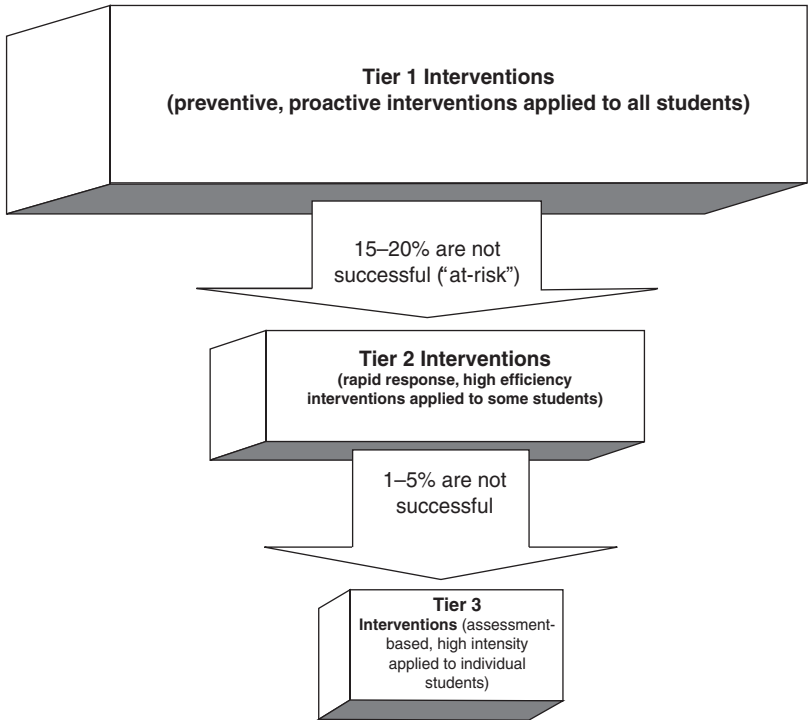 Tier 1 Interventions
(preventive, proactive interventions applied to all students)
15–20% are not
successful (“at-risk”)
Tier 2 Interventions
(rapid response, high efficiency
interventions applied to some students)
1–5% are not
successful
Tier 3
Interventions (assessment-
based, high intensity
applied to individual
students)